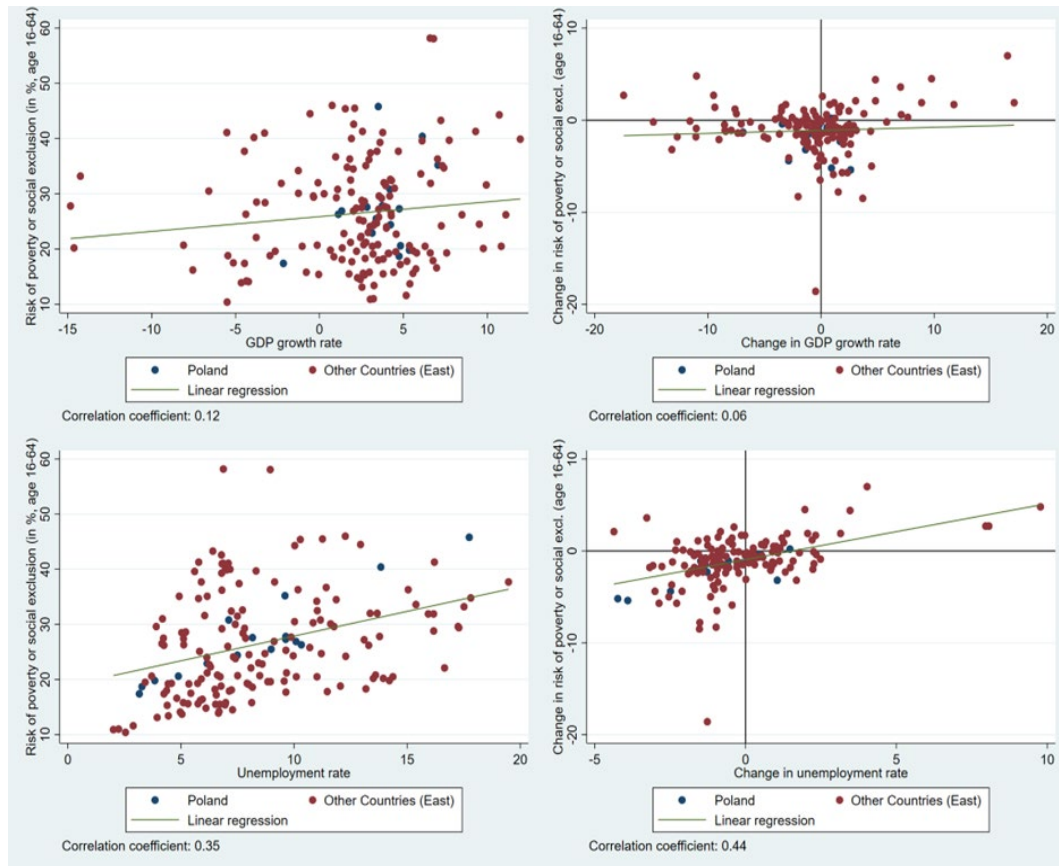 Risk of poverty or social exclusion (in %, age 16-64)
60
50
40
30
20
10
-15
-10
-5
0
5
10
GDP growth rate
Poland
Other Countries (East)
Linear regression
Correlation coefficient: 0.12
Change in risk of poverty or social excl. (age 16-64)
10
0
-10
-20
-20
-10
0
10
20
Change in GDP growth rate
Poland
Other Countries (East)
Linear regression
Correlation coefficient: 0.06
Risk of poverty or social exclusion (in %, age 16-64)
60
50
40
30
20
10
0
5
10
15
20
Unemployment rate
Poland
Other Countries (East)
Linear regression
Correlation coefficient: 0.35
Change in risk of poverty or social excl. (age 16-64)
10
0
-10
-20
-5
0
5
10
Change in unemployment rate
Poland
Other Countries (East)
Linear regression
Correlation coefficient: 0.44